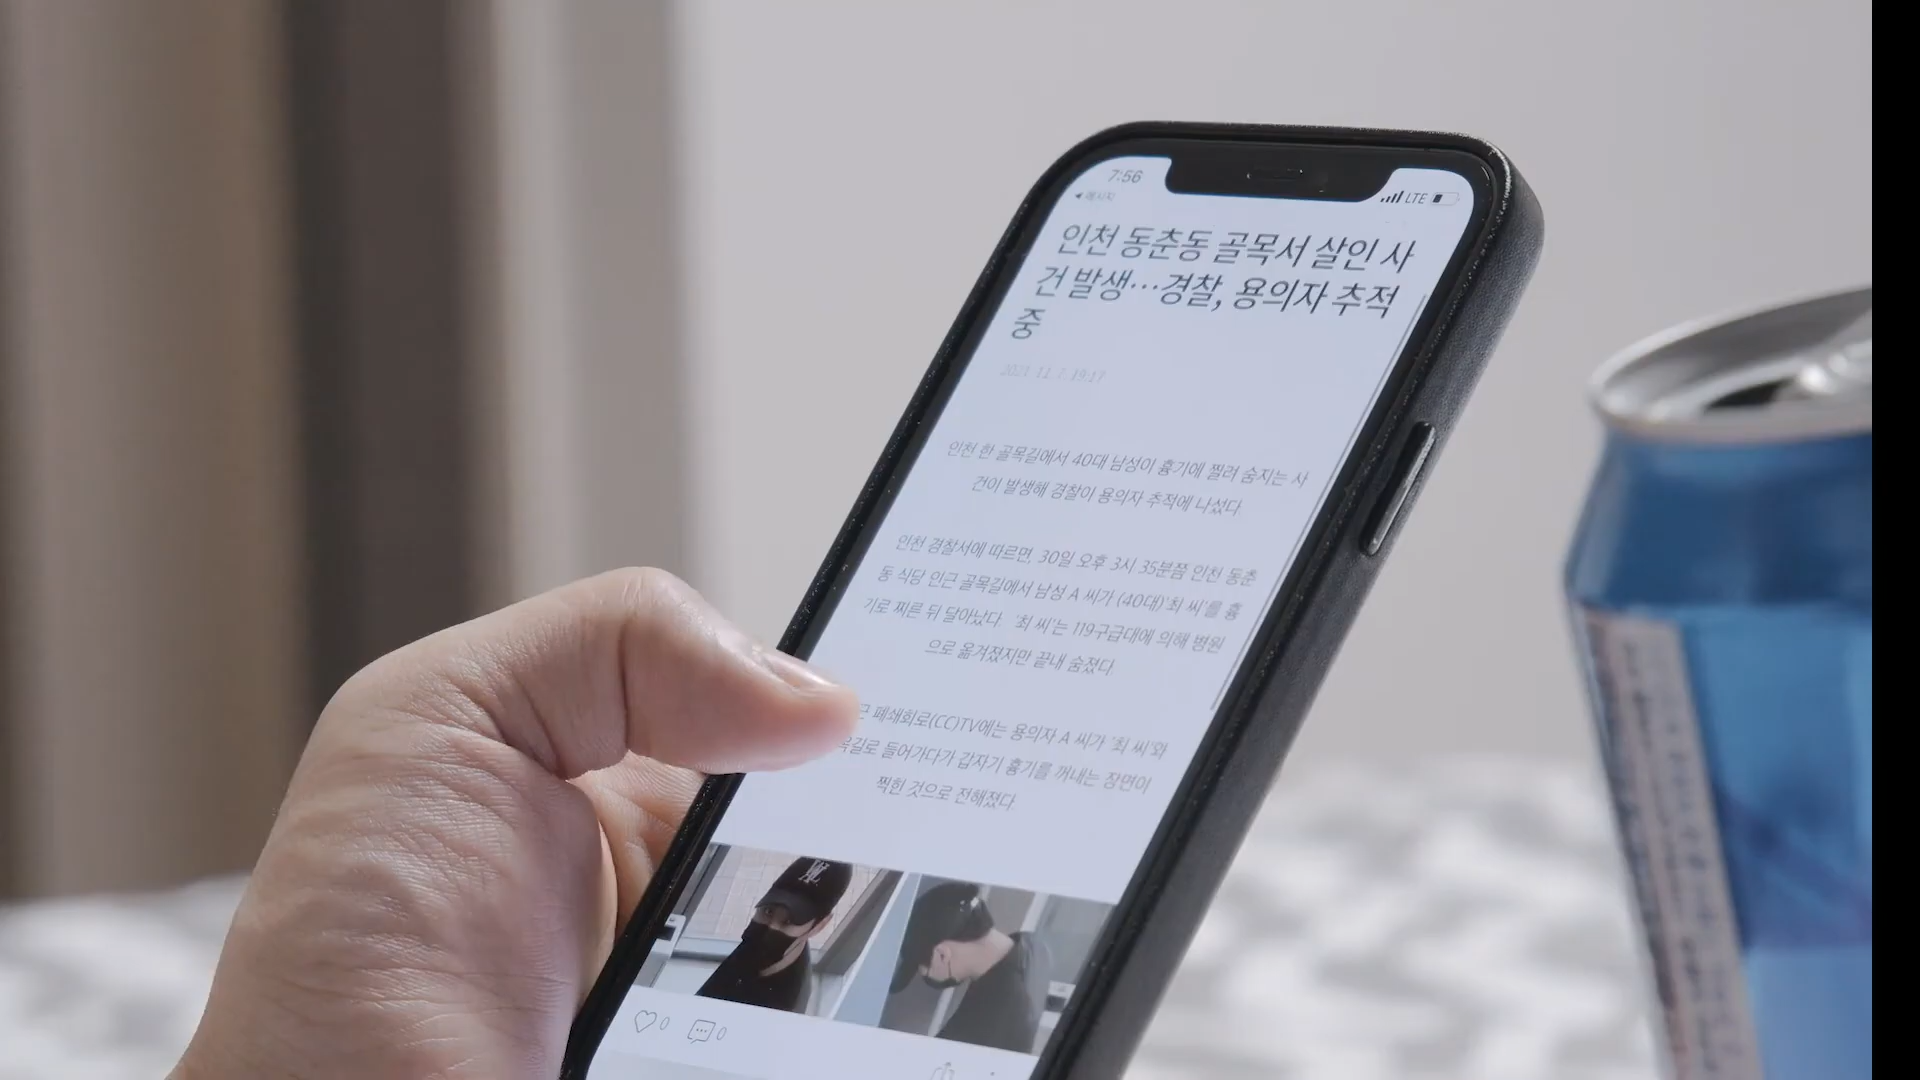 7:56
◀ 메시지
LTE
인천 동춘동 골목서 살인 사
건 발생…경찰, 용의자 추적
중
2021. 11. 7. 19:17
인천 한 골목길에서 40대 남성이 흉기에 찔려 숨지는 사
건이 발생해 경찰이 용의자 추적에 나섰다.
인천 경찰서에 따르면, 30일 오후 3시 35분쯤 인천 동춘
동 식당 인근 골목길에서 남성 A 씨가 (40대)'최 씨'를 흉
기로 찌른 뒤 달아났다. '최 씨'는 119구급대에 의해 병원
으로 옮겨졌지만 끝내 숨졌다.
근 폐쇄회로(CC)TV에는 용의자 A 씨가 '최 씨'와
목길로 들어가다가 갑자기 흉기를 꺼내는 장면이
찍힌 것으로 전해졌다
0
0